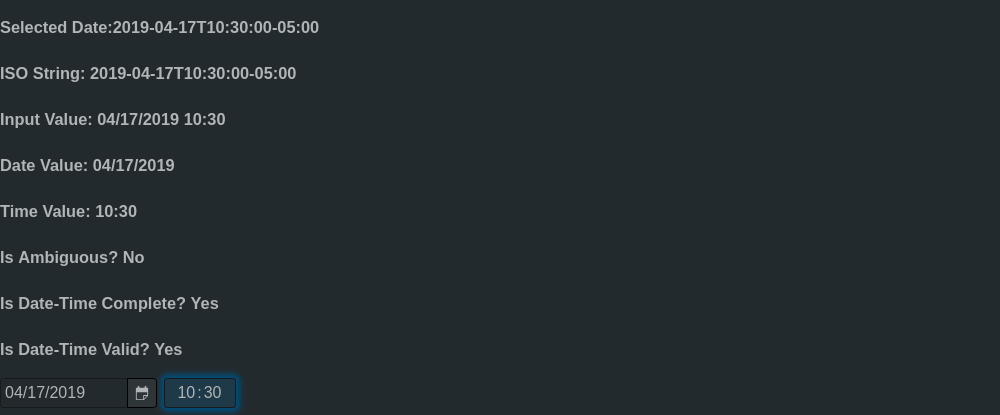 Selected Date:2019-04-17T10:30:00-05:00
ISO String: 2019-04-17T10:30:00-05:00
Input Value: 04/17/2019 10:30
Date Value: 04/17/2019
Time Value: 10:30
Is Ambiguous? No
Is Date-Time Complete? Yes
Is Date-Time Valid? Yes
04/17/2019 10:30